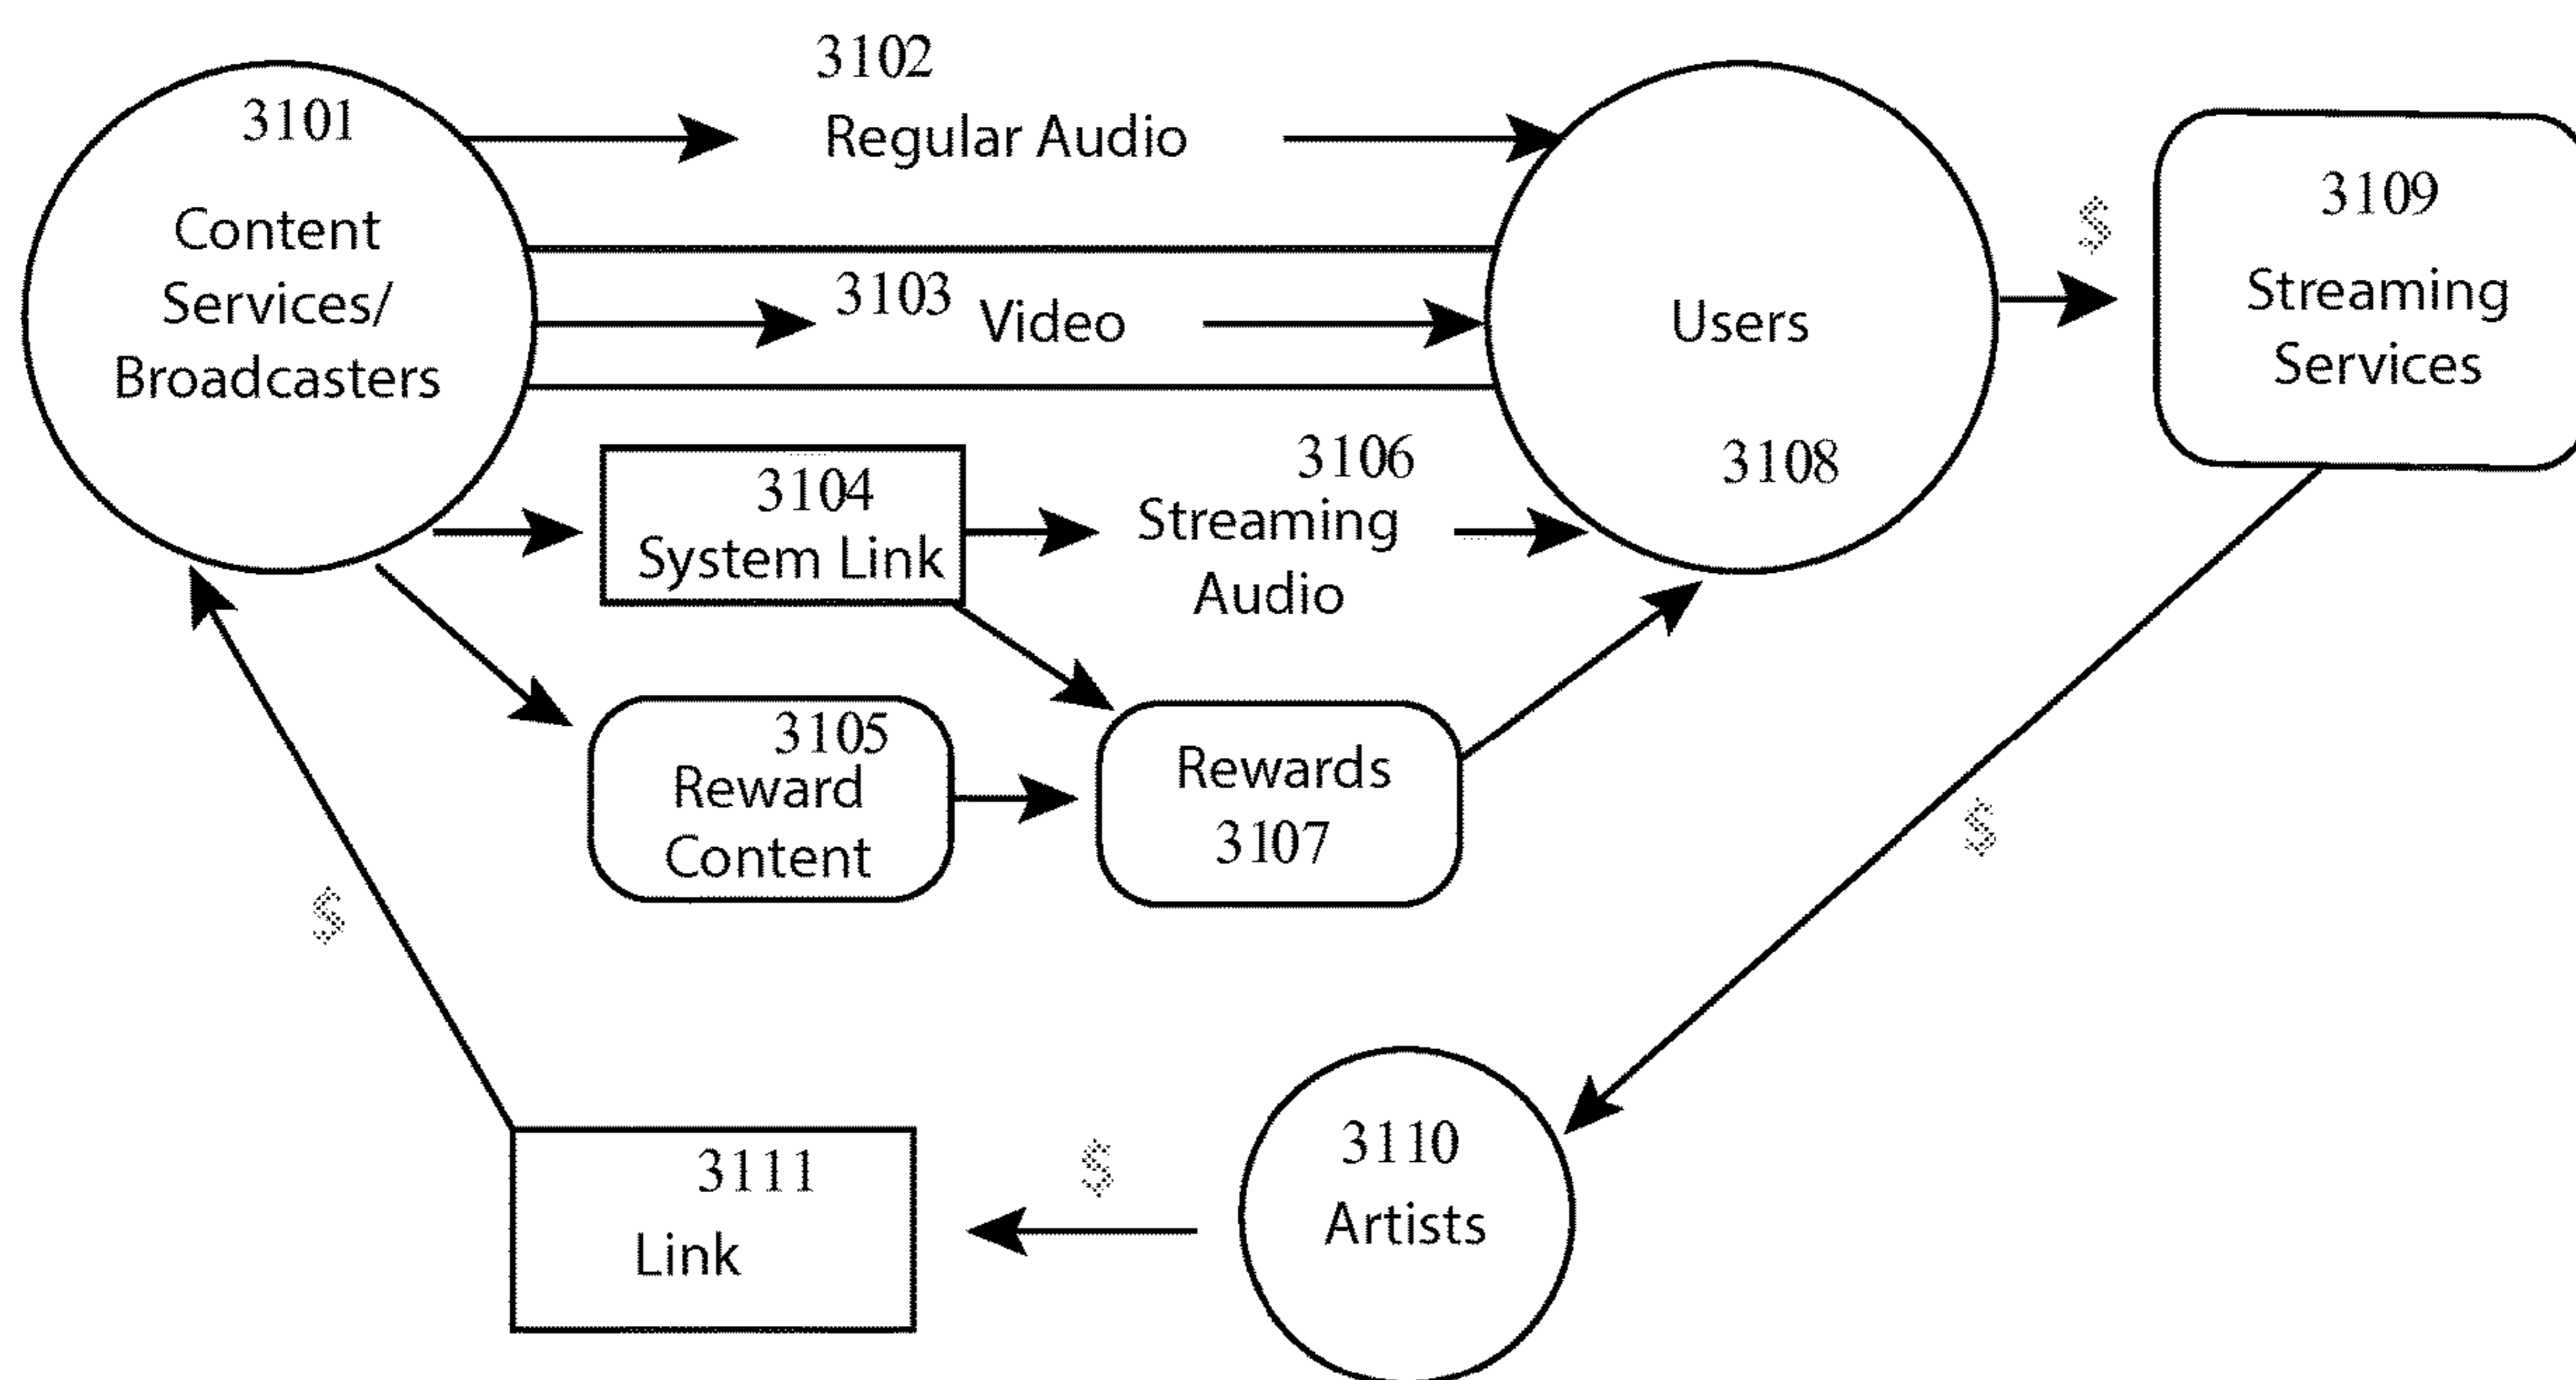 3101
Content
Services/
Broadcasters
3102
Regular Audio
3103 Video
3104
System Link
3106
Streaming
Audio
3105
Reward
Content
Rewards
3107
Users
3108
$
3109
Streaming
Services
$
$
3111
Link
$
3110
Artists